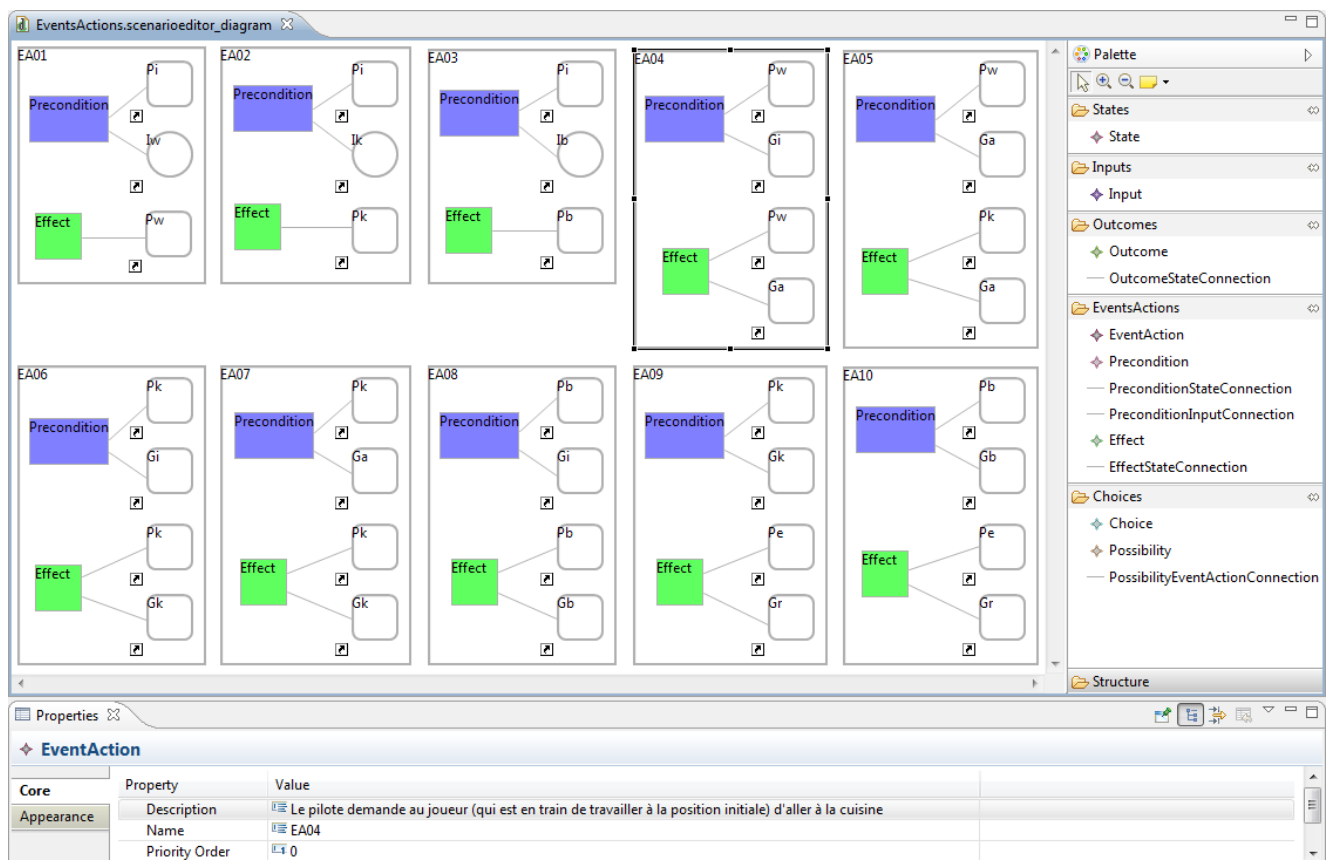 EventsActions.scenarioeditor_diagram
EA01
Pi
Precondition
Iw
Effect
Pw
EA02
Pi
Precondition
Ik
Effect
Pk
EA03
Pi
Precondition
Ib
Effect
Pb
EA04
Pw
Precondition
Gi
Pw
Effect
Ga
EA05
Pw
Precondition
Ga
Pk
Effect
Ga
EA06
Pk
Precondition
Gi
Pk
Effect
Gk
EA07
Pk
Precondition
Ga
Pk
Effect
Gk
EA08
Pb
Precondition
Gi
Pb
Effect
Gb
EA09
Pk
Precondition
Gk
Pe
Effect
Gr
EA10
Pb
Precondition
Gb
Pe
Effect
Gr
Palette
States
State
Inputs
Input
Outcomes
Outcome
OutcomeStateConnection
EventsActions
EventAction
Precondition
PreconditionStateConnection
PreconditionInputConnection
Effect
EffectStateConnection
Choices
Choice
Possibility
PossibilityEventActionConnection
Structure
Properties
EventAction
Core
Appearance
Property Value
Description Le pilote demande au joueur (qui est en train de travailler à la position initiale) d'aller à la cuisine
Name EA04
Priority Order 0